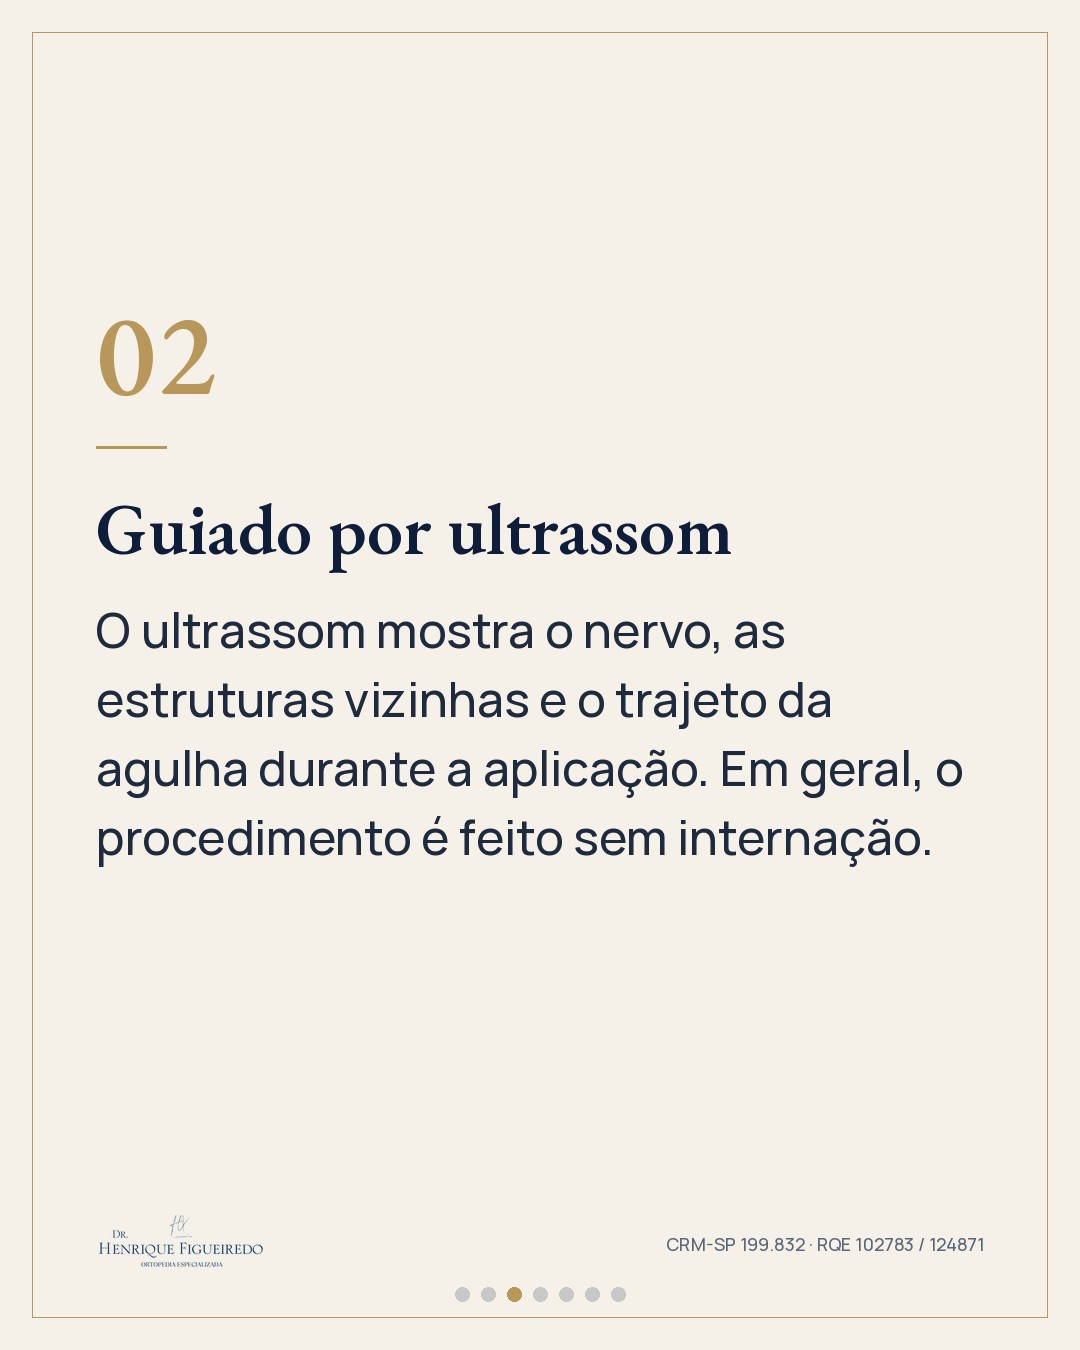 02
Guiado por ultrassom
O ultrassom mostra o nervo, as
estruturas vizinhas e o trajeto da
agulha durante a aplicação. Em geral, o
procedimento é feito sem internação.
DR.
HENRIQUE FIGUEIREDO
ORTOPEDIA ESPECIALIZADA
CRM-SP 199.832 · RQE 102783 / 124871